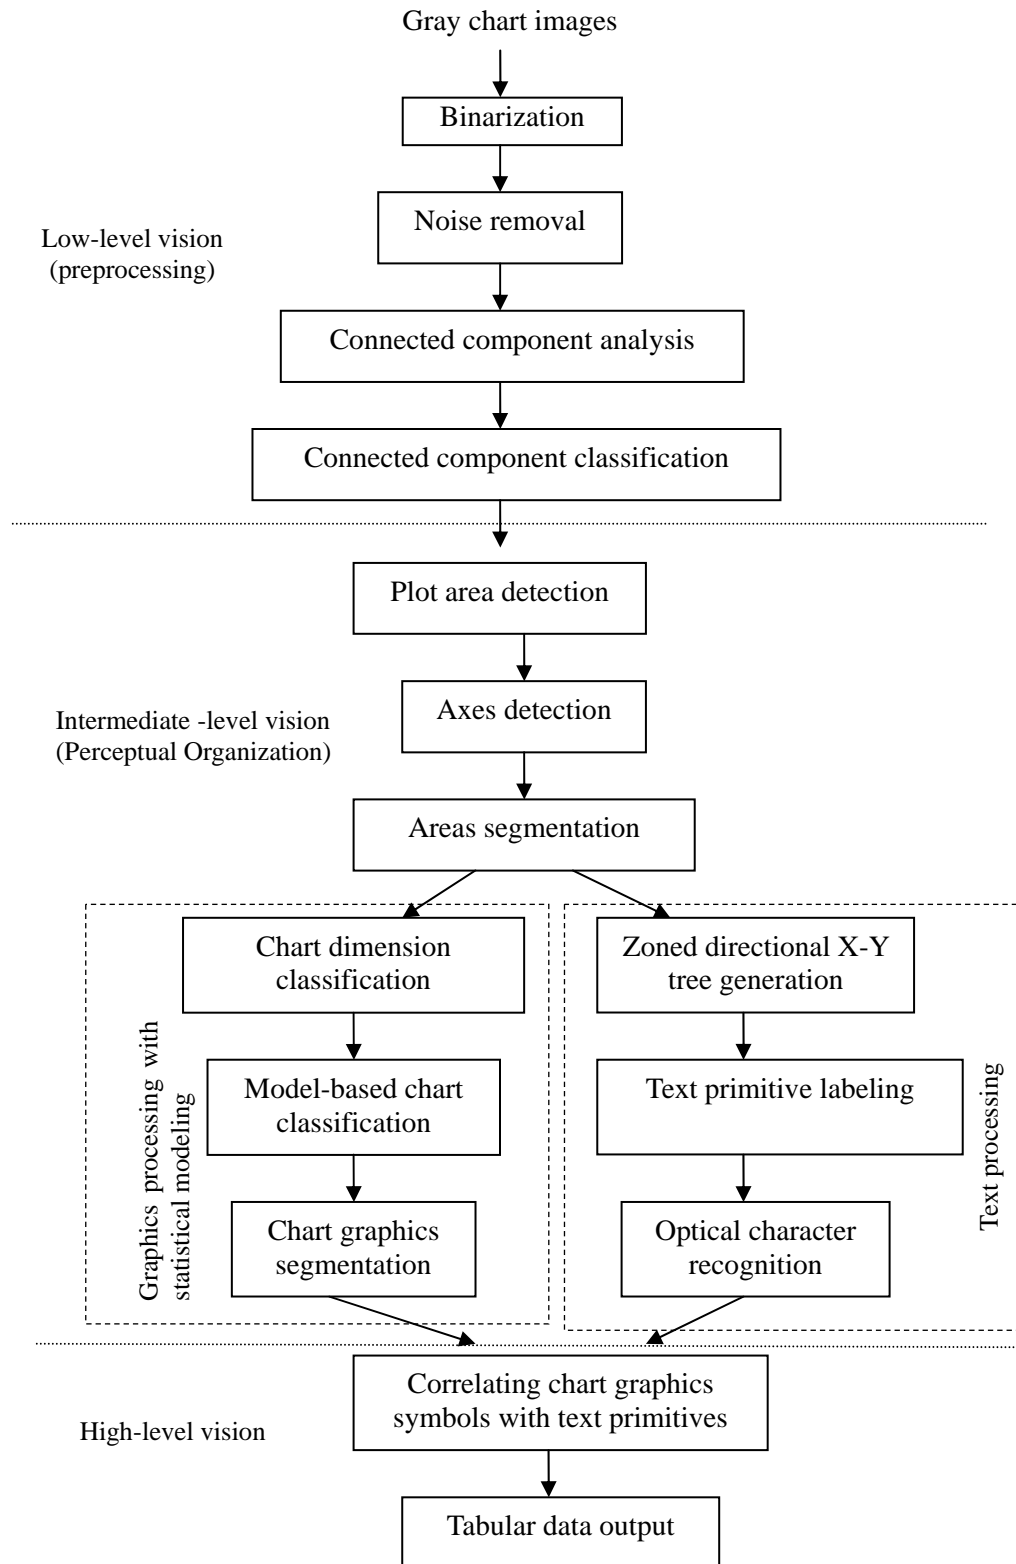 Gray chart images
Binarization
Noise removal
Low-level vision
(preprocessing)
Connected component analysis
Connected component classification
Plot area detection
Axes detection
Intermediate -level vision
(Perceptual Organization)
Areas segmentation
Graphics processing with
statistical modeling
Chart dimension
classification
Model-based chart
classification
Chart graphics
segmentation
Zoned directional X-Y
tree generation
Text primitive labeling
Optical character
recognition
Text processing
High-level vision
Correlating chart graphics
symbols with text primitives
Tabular data output